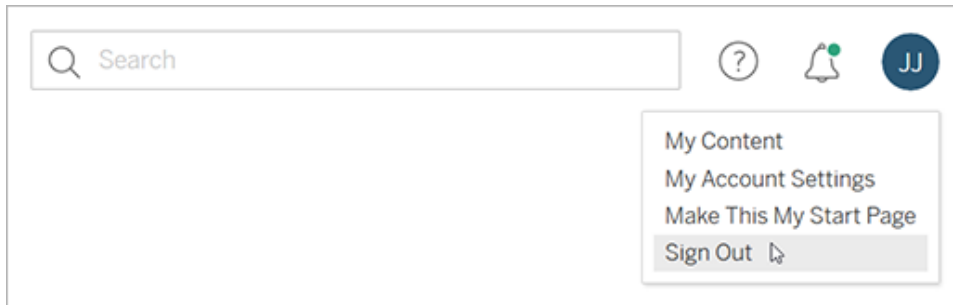 Search
?
JJ
My Content
My Account Settings
Make This My Start Page
Sign Out